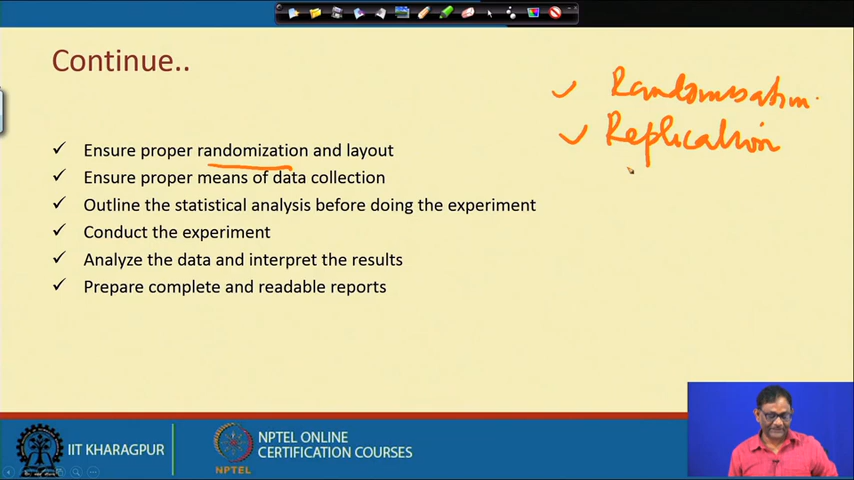 Continue..
Randomisation.
Replication
Ensure proper randomization and layout
Ensure proper means of data collection
Outline the statistical analysis before doing the experiment
Conduct the experiment
Analyze the data and interpret the results
Prepare complete and readable reports
IIT KHARAGPUR
NPTEL
NPTEL ONLINE
CERTIFICATION COURSES